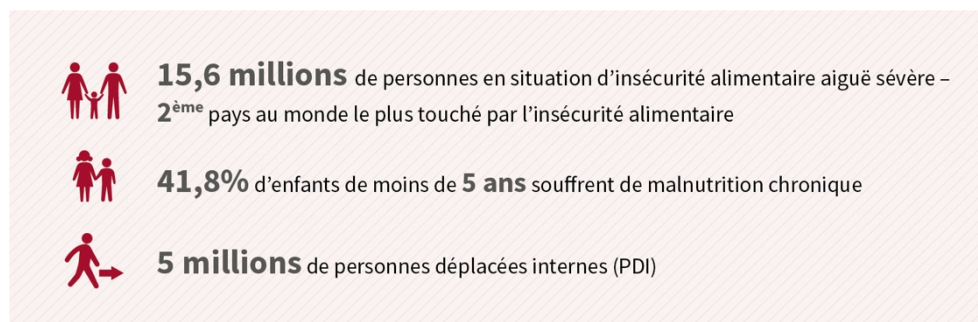 15,6 millions de personnes en situation d’insécurité alimentaire aiguë sévère –
2ème pays au monde le plus touché par l’insécurité alimentaire
41,8% d’enfants de moins de 5 ans souffrent de malnutrition chronique
5 millions de personnes déplacées internes (PDI)